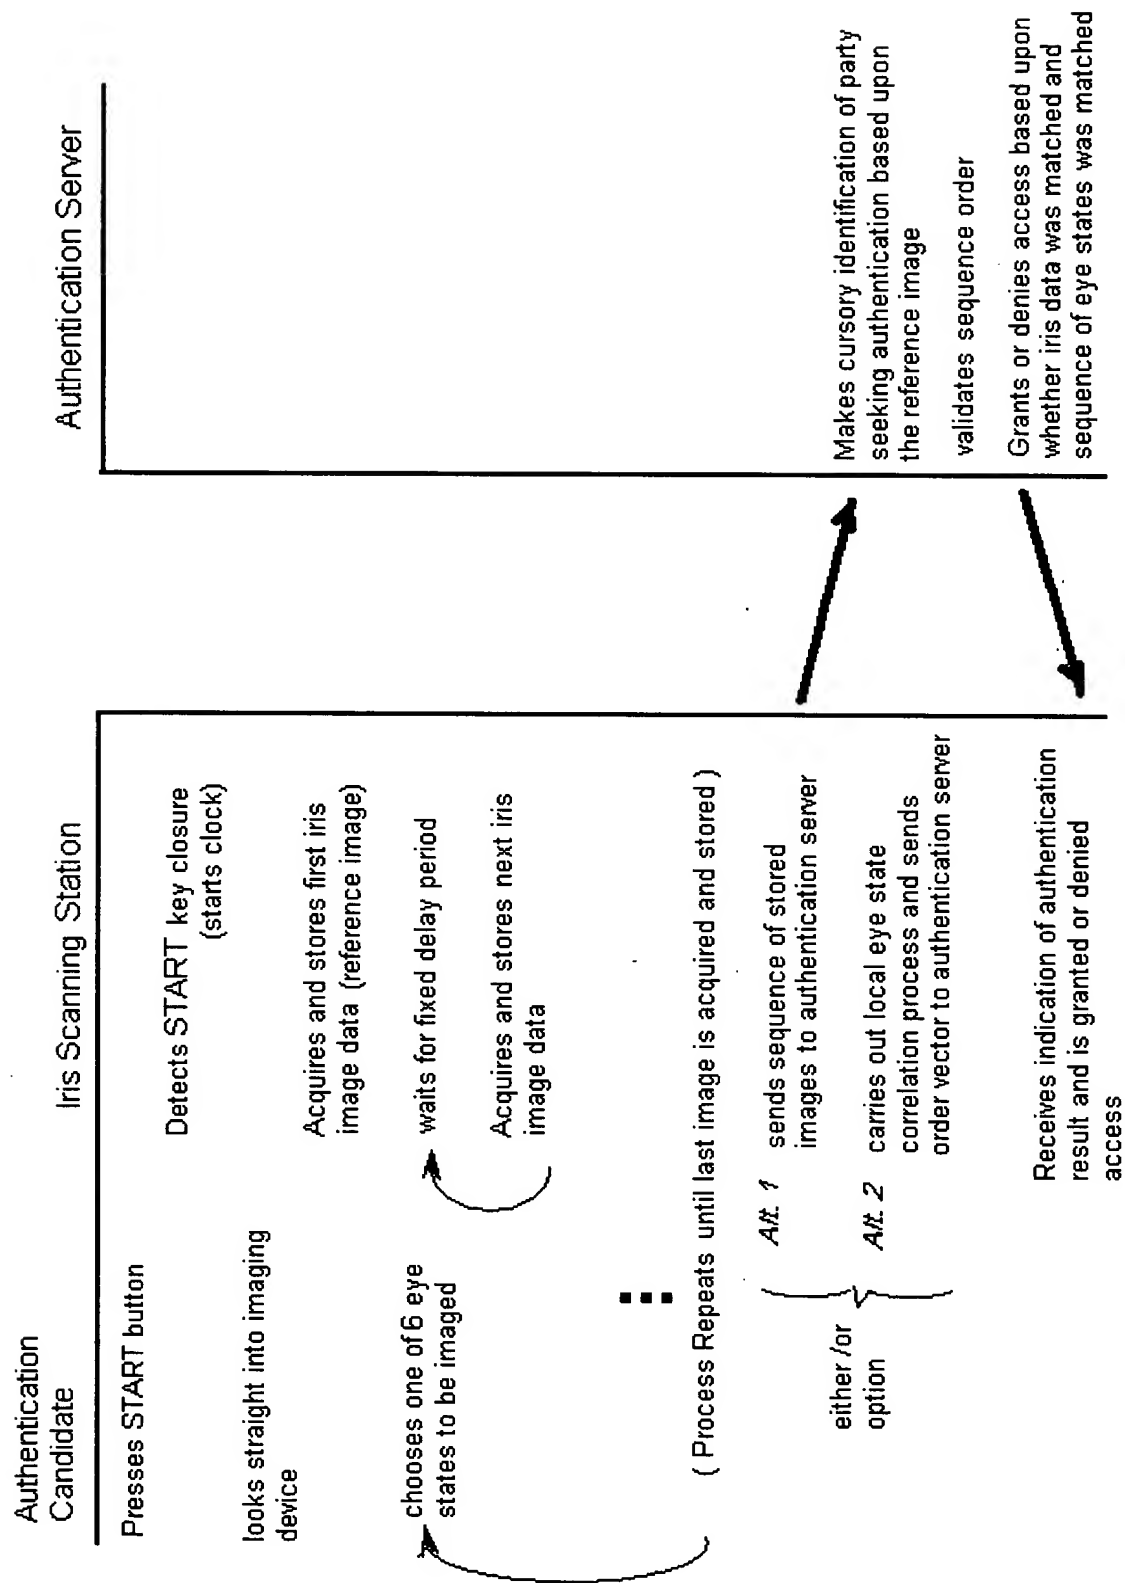 Authentication
Candidate
Iris Scanning Station
Authentication Server
Presses START button
Detects START key closure
(starts clock)
looks straight into imaging
device
Acquires and stores first iris
image data (reference image)
chooses one of 6 eye
states to be imaged
waits for fixed delay period
Acquires and stores next iris
image data
( Process Repeats until last image is acquired and stored )
either /or
option
Alt. 1
sends sequence of stored
images to authentication server
Alt. 2
carries out local eye state
correlation process and sends
order vector to authentication server
Makes cursory identification of party
seeking authentication based upon
the reference image
validates sequence order
Grants or denies access based upon
whether iris data was matched and
sequence of eye states was matched
Receives indication of authentication
result and is granted or denied
access